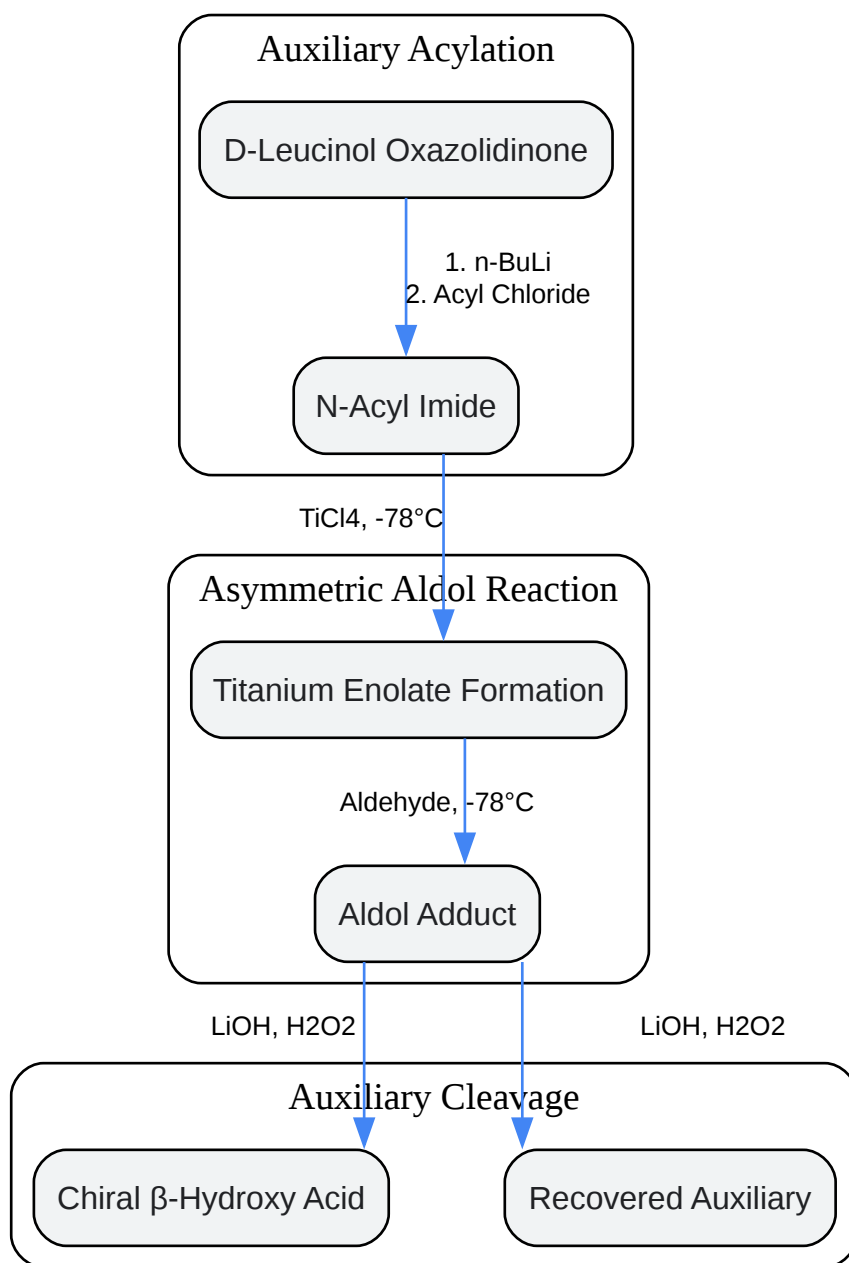 Auxiliary Acylation
D-Leucinol Oxazolidinone
1. n-BuLi
2. Acyl Chloride
N-Acyl Imide
TiCl4, -78°C
Asymmetric Aldol Reaction
Titanium Enolate Formation
Aldehyde, -78°C
Aldol Adduct
LiOH, H2O2
LiOH, H2O2
Auxiliary Cleavage
Chiral β-Hydroxy Acid
Recovered Auxiliary